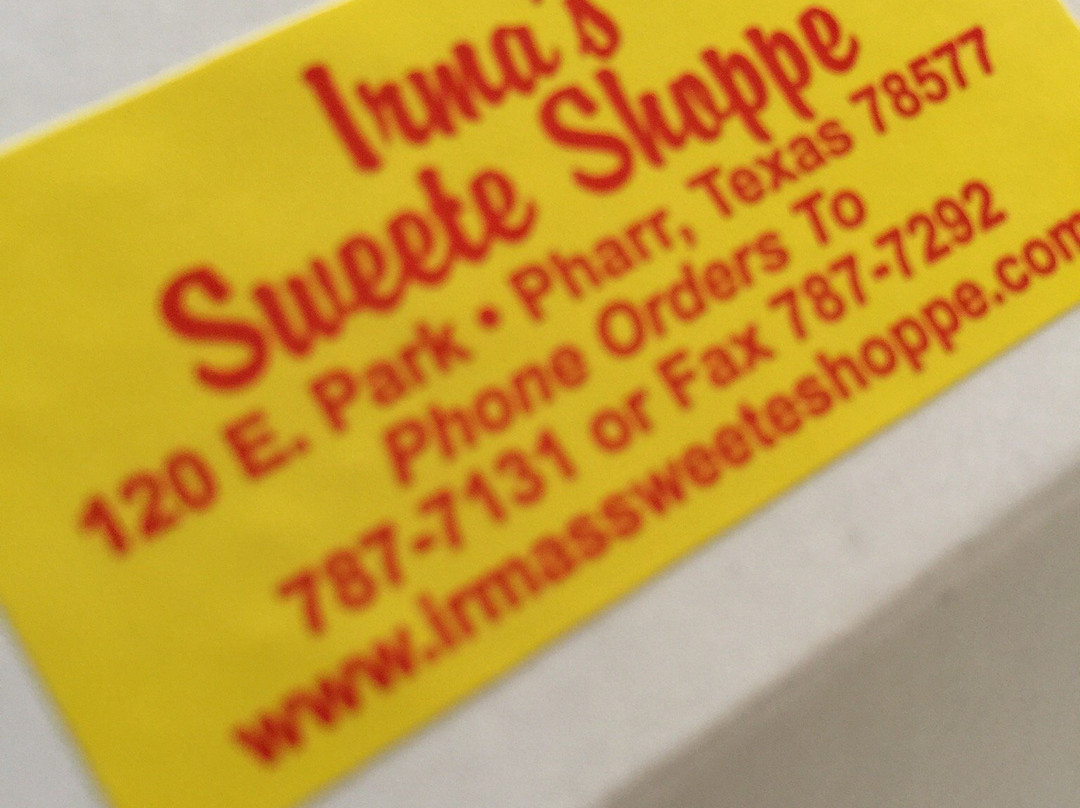 Irma's
Sweete Shoppe
120 E. Park • Pharr, Texas 78577
Phone Orders To
787-7131 or Fax 787-7292
www.irmassweeteshoppe.com